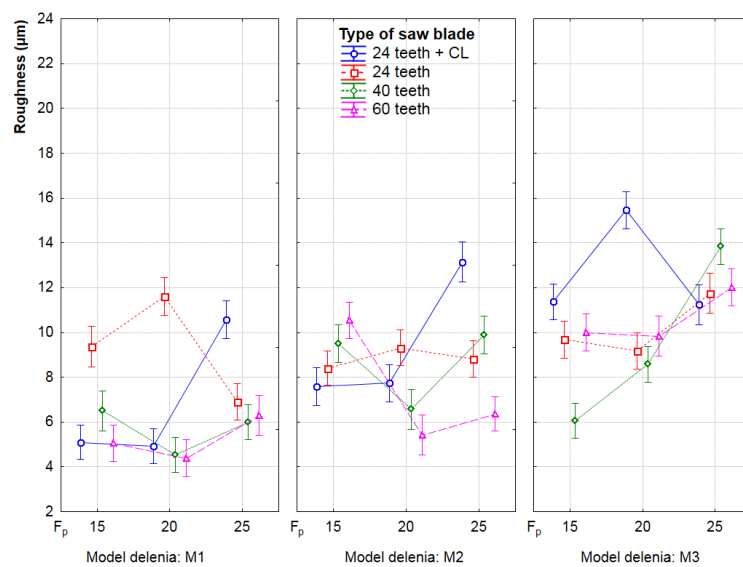 Roughness (µm)
24
22
20
18
16
14
12
10
8
6
4
2
Type of saw blade
24 teeth + CL
24 teeth
40 teeth
60 teeth
Fp 15 20 25
Model delenia: M1
Fp 15 20 25
Model delenia: M2
Fp 15 20 25
Model delenia: M3